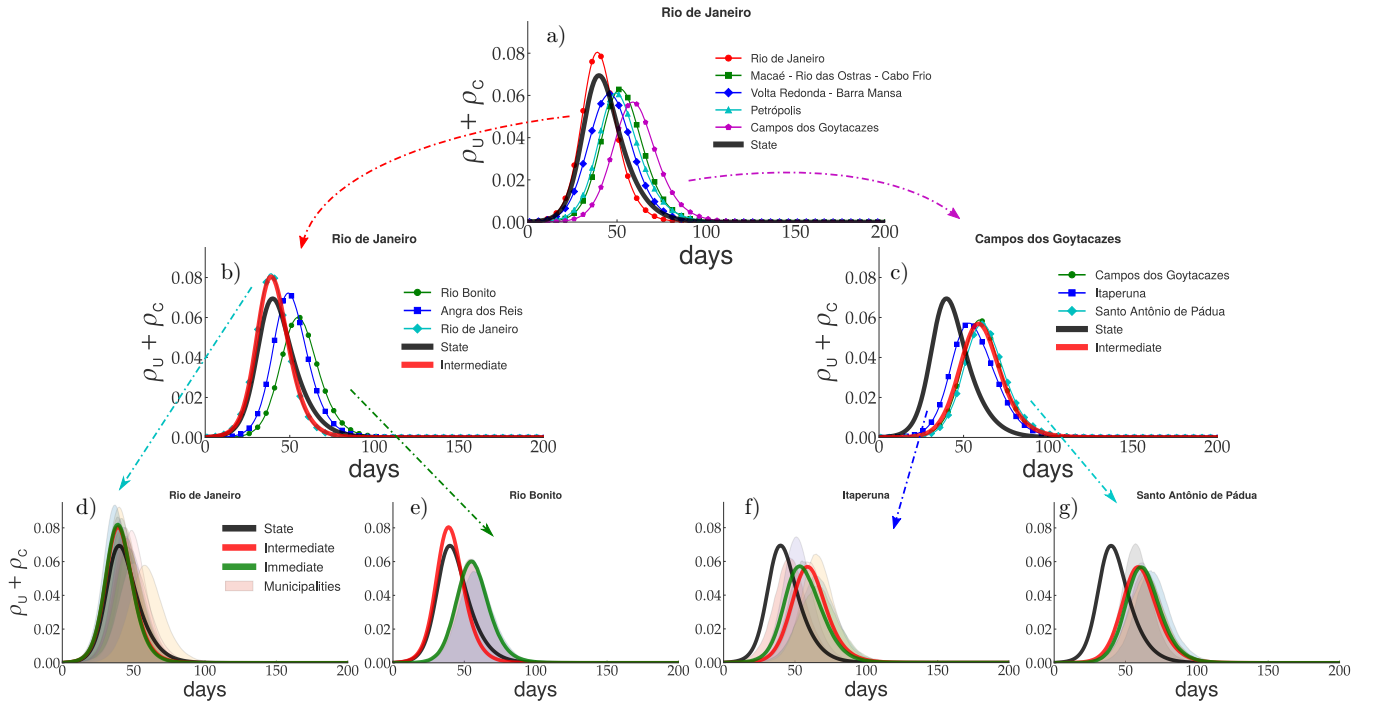 Rio de Janeiro
a)
ρU + ρC
0.08
0.06
0.04
0.02
0.00
0
50
100
150
200
days
Rio de Janeiro
Macaé - Rio das Ostras - Cabo Frio
Volta Redonda - Barra Mansa
Petrópolis
Campos dos Goytacazes
State
Rio de Janeiro
b)
ρU + ρC
0.08
0.06
0.04
0.02
0.00
0
50
100
150
200
days
Rio Bonito
Angra dos Reis
Rio de Janeiro
State
Intermediate
Campos dos Goytacazes
c)
ρU + ρC
0.08
0.06
0.04
0.02
0.00
0
50
100
150
200
days
Campos dos Goytacazes
Itaperuna
Santo Antônio de Pádua
State
Intermediate
Rio de Janeiro
d)
ρU + ρC
0.08
0.06
0.04
0.02
0.00
0
50
100
150
200
days
State
Intermediate
Immediate
Municipalities
Rio Bonito
e)
0.08
0.06
0.04
0.02
0.00
0
50
100
150
200
days
Itaperuna
f)
0.08
0.06
0.04
0.02
0.00
0
50
100
150
200
days
Santo Antônio de Pádua
g)
0.08
0.06
0.04
0.02
0.00
0
50
100
150
200
days